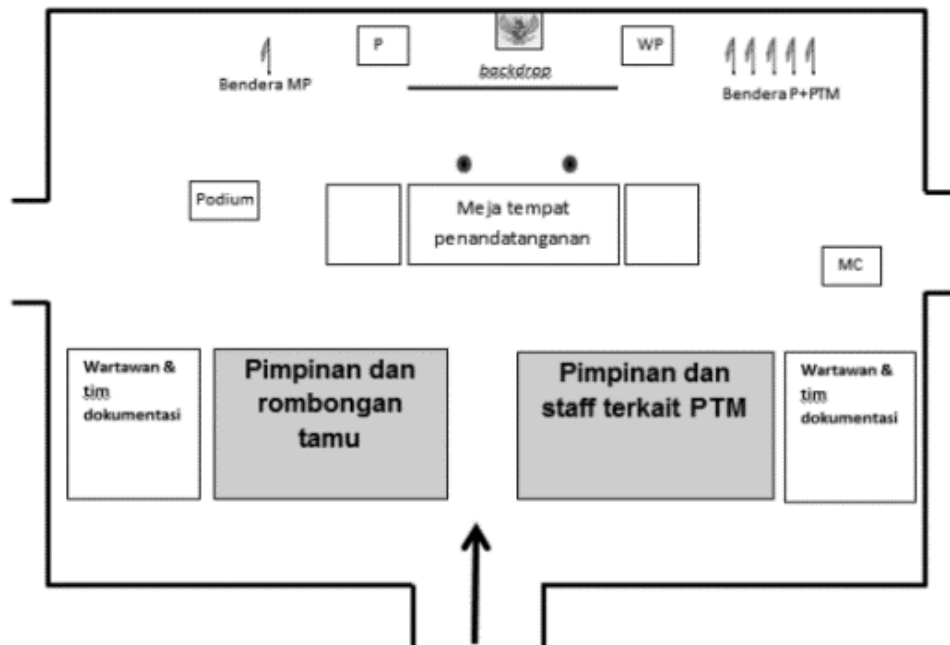 P
WP
backdrop
Bendera MP
Bendera P+PTM
Podium
Meja tempat
penandatanganan
MC
Wartawan &
tim
dokumentasi
Pimpinan dan
rombongan
tamu
Pimpinan dan
staff terkait PTM
Wartawan &
tim
dokumentasi